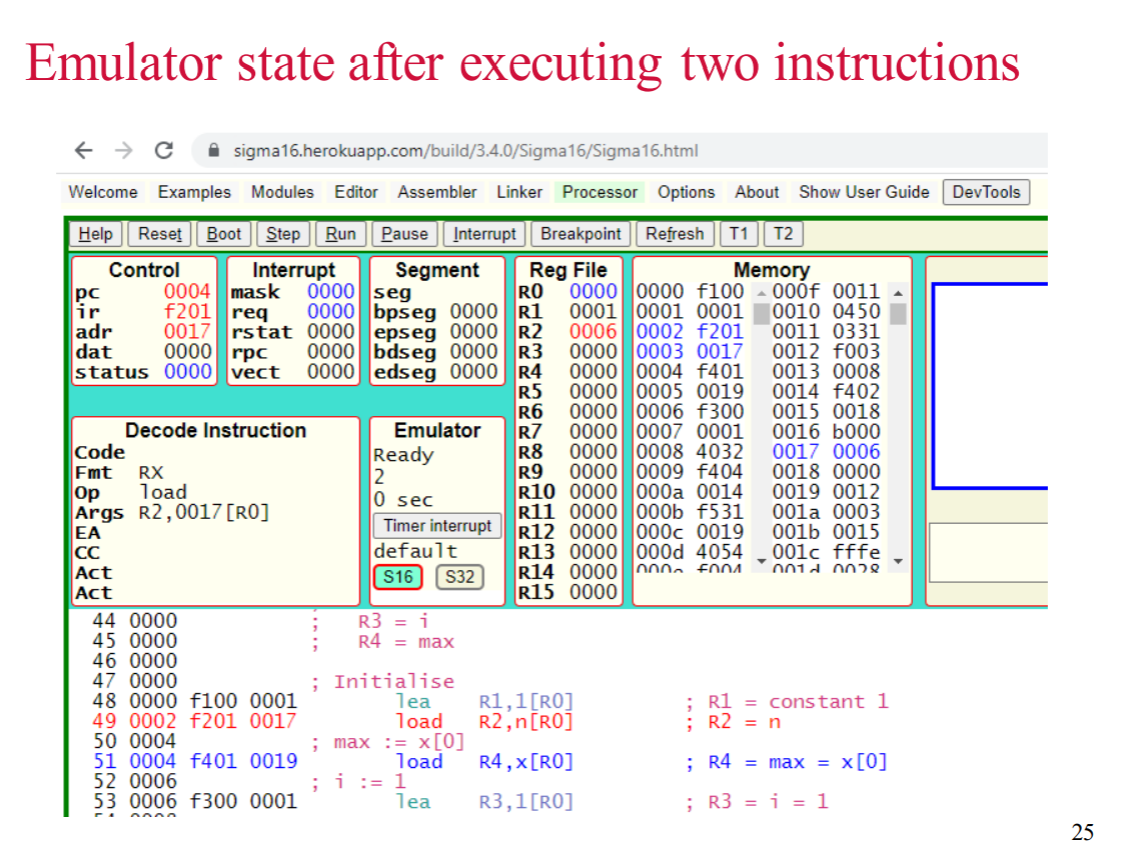 Emulator state after executing two instructions
sigma16.herokuapp.com/build/3.4.0/Sigma16/Sigma16.html
Welcome Examples Modules Editor Assembler Linker Processor Options About Show User Guide DevTools
Help Reset Boot Step Run Pause Interrupt Breakpoint Refresh T1 T2
Control
pc 0004
ir f201
adr 0017
dat 0000
status 0000
Interrupt
mask 0000
req 0000
rstat 0000
rpc 0000
vect 0000
Segment
seg
bpseg 0000
epseg 0000
bdseg 0000
edseg 0000
Reg File
R0 0000
R1 0001
R2 0006
R3 0000
R4 0000
R5 0000
R6 0000
R7 0000
R8 0000
R9 0000
R10 0000
R11 0000
R12 0000
R13 0000
R14 0000
R15 0000
Memory
0000 f100
0001 0001
0002 f201
0003 0017
0004 f401
0005 0019
0006 f300
0007 0001
0008 4032
0009 f404
000a 0014
000b f531
000c 0019
000d 4054
000e f004
000f 0011
0010 0450
0011 0331
0012 f003
0013 0008
0014 f402
0015 0018
0016 b000
0017 0006
0018 0000
0019 0012
001a 0003
001b 0015
001c fffe
001d 0028
Decode Instruction
Code
Fmt RX
Op load
Args R2,0017[R0]
EA
CC
Act
Act
Emulator
Ready
2
0 sec
Timer interrupt
default
S16 S32
44 0000 ; R3 = i
45 0000 ; R4 = max
46 0000
47 0000 ; Initialise
48 0000 f100 0001 lea R1,1[R0] ; R1 = constant 1
49 0002 f201 0017 load R2,n[R0] ; R2 = n
50 0004 ; max := x[0]
51 0004 f401 0019 load R4,x[R0] ; R4 = max = x[0]
52 0006 ; i := 1
53 0006 f300 0001 lea R3,1[R0] ; R3 = i = 1
25